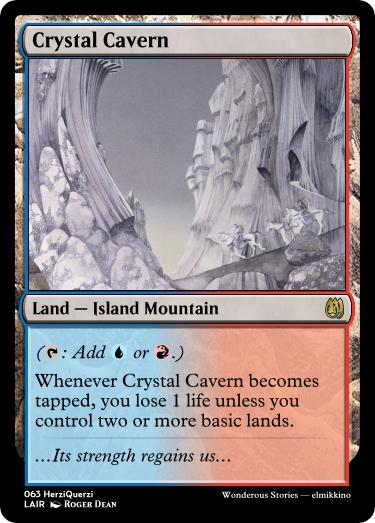 Crystal Cavern
Land — Island Mountain
(: Add or .)
Whenever Crystal Cavern becomes
tapped, you lose 1 life unless you
control two or more basic lands.
…Its strength regains us…
063 HerziQuerzi
LAIR Roger Dean
Wonderous Stories — elmikkino